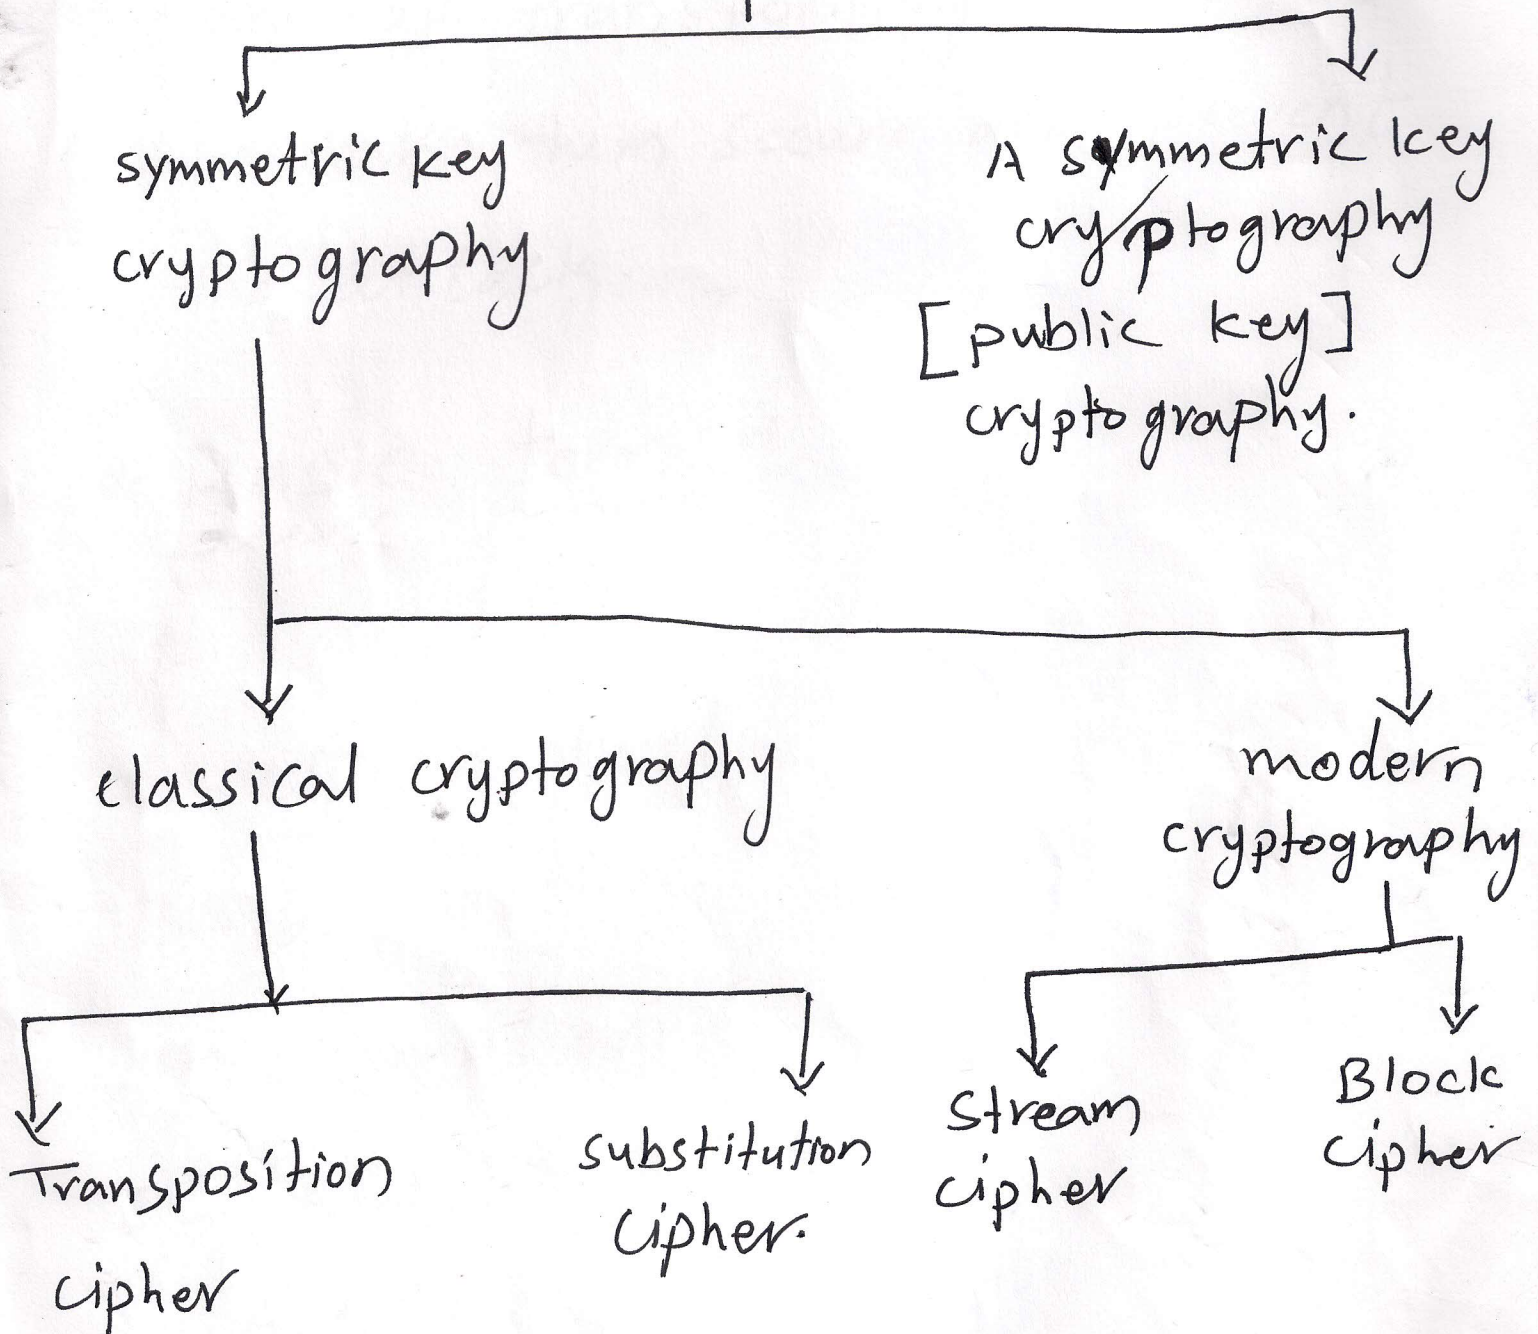 symmetric key
cryptography
A symmetric key
cryptography
[public key]
cryptography.
classical cryptography
modern
cryptography
Transposition
cipher
substitution
cipher.
Stream
cipher
Block
cipher